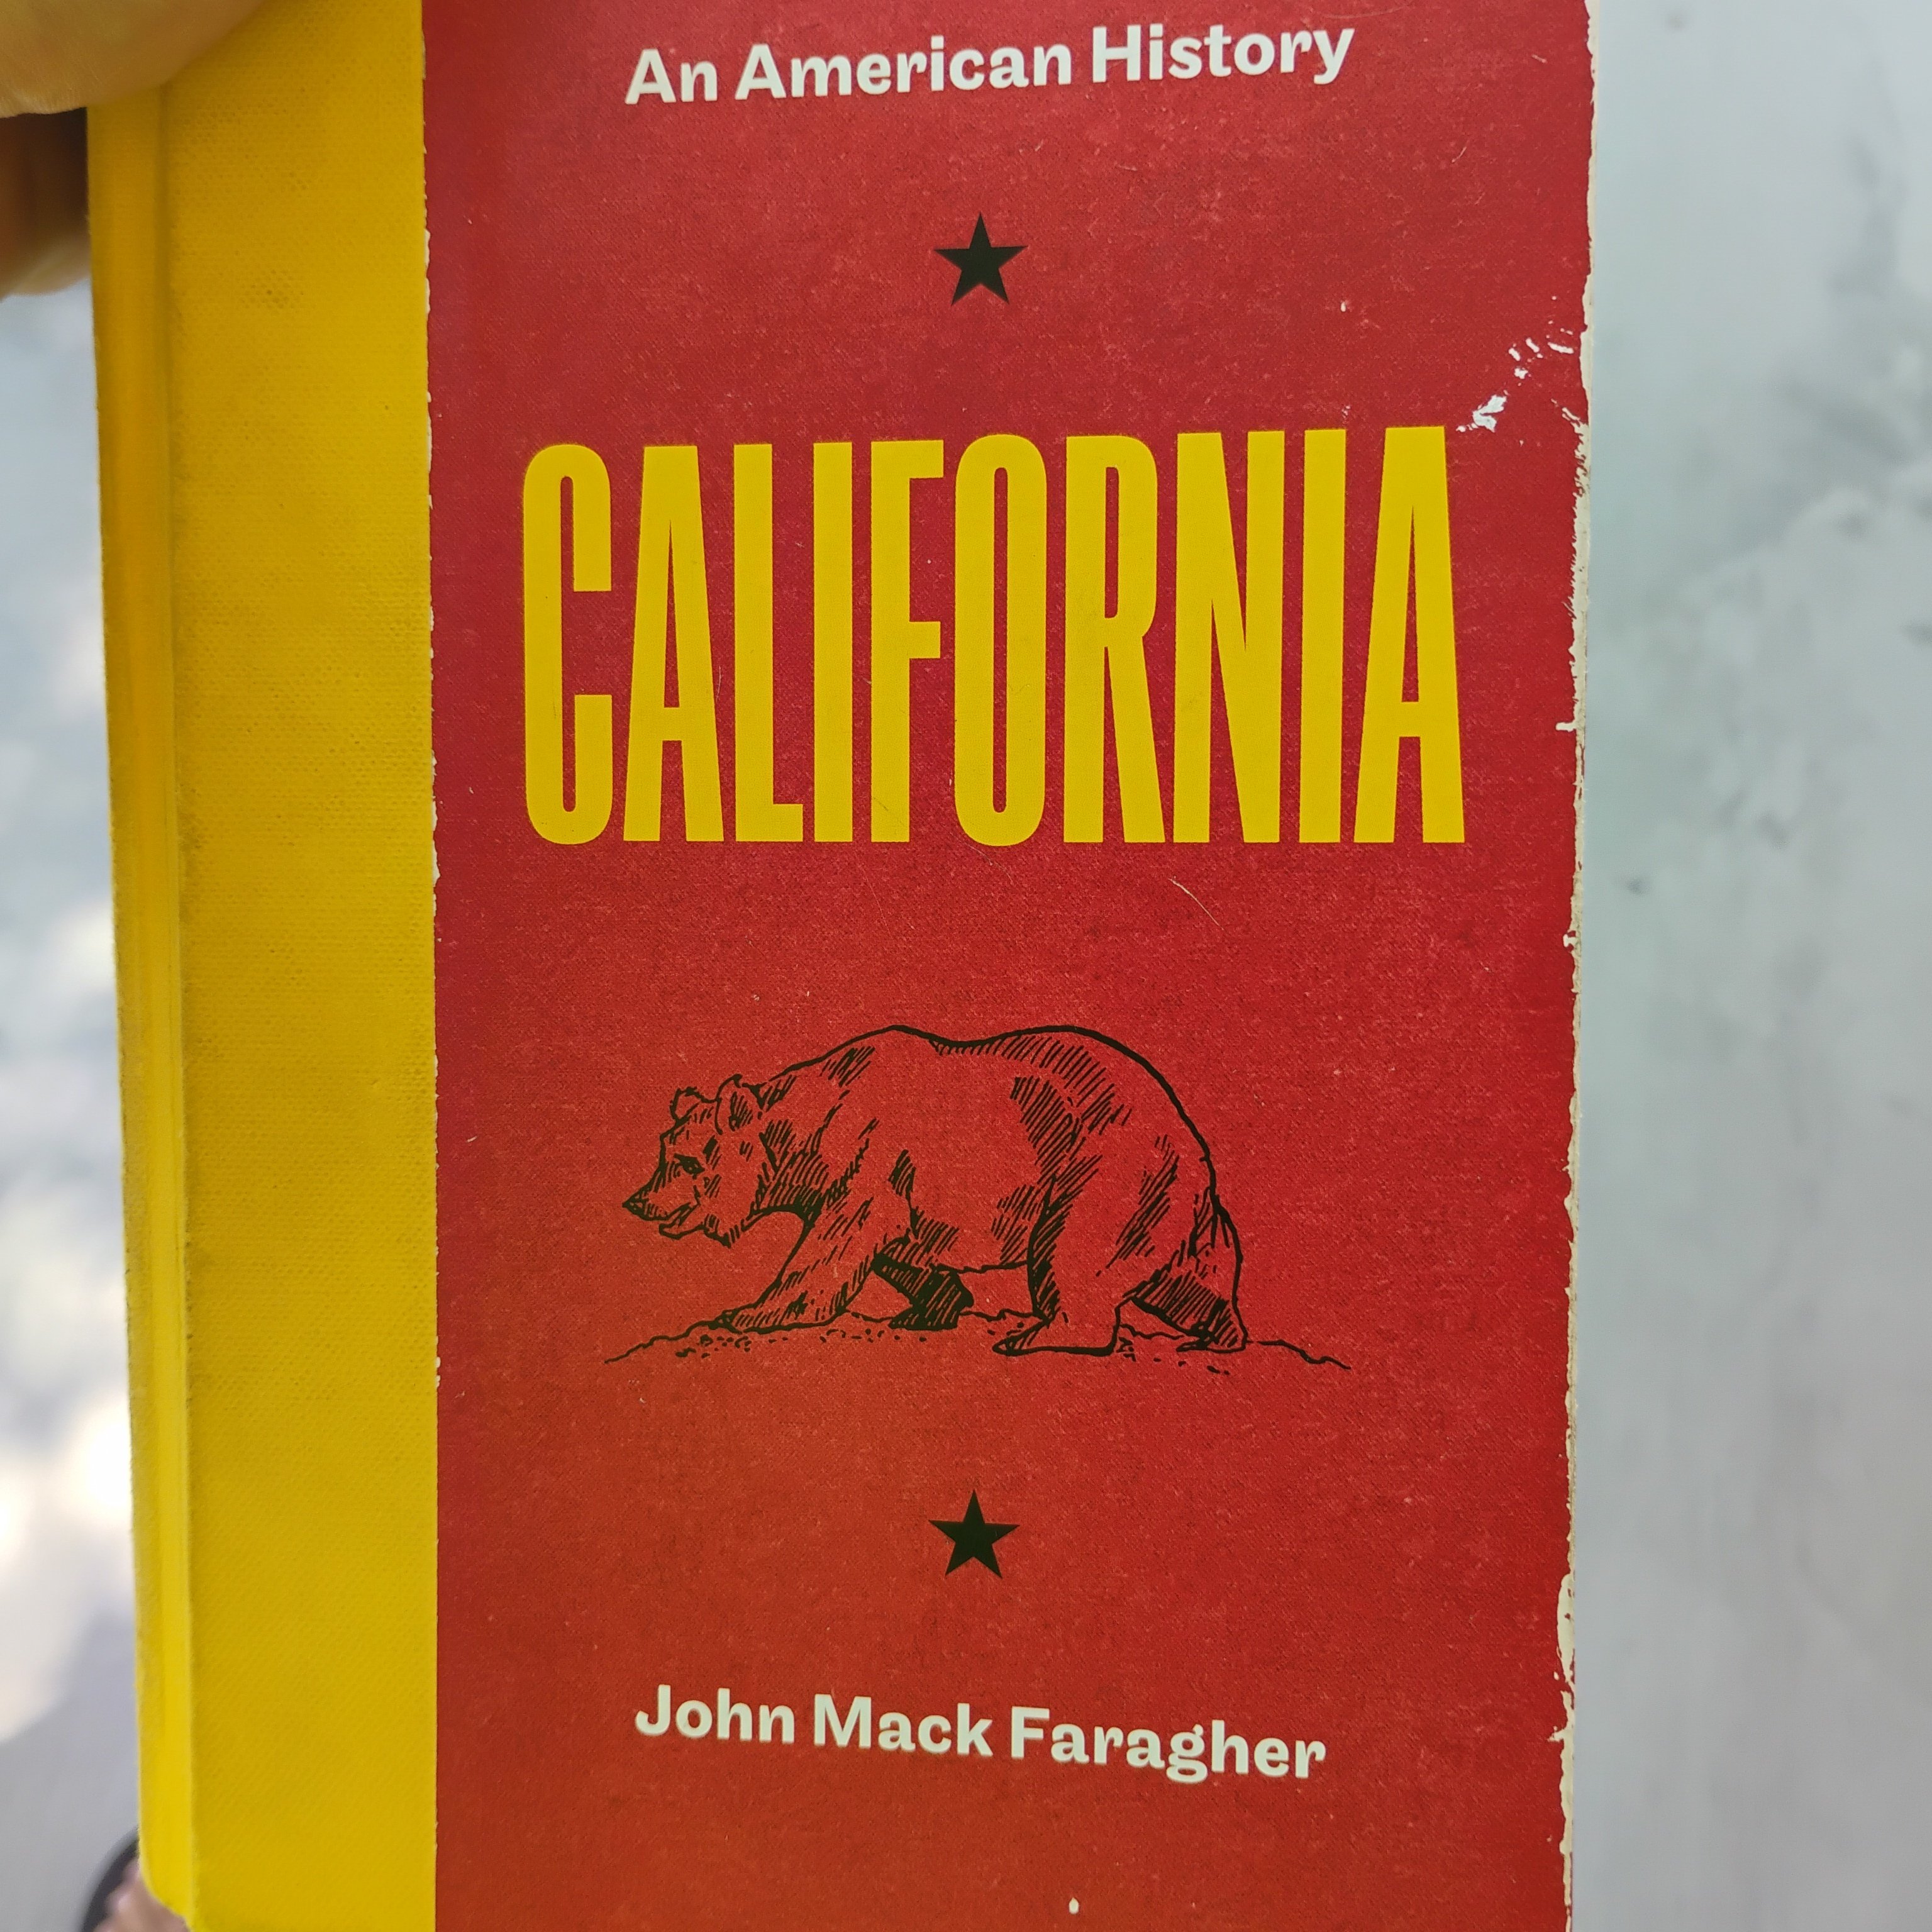 An American History
CALIFORNIA
John Mack Faragher